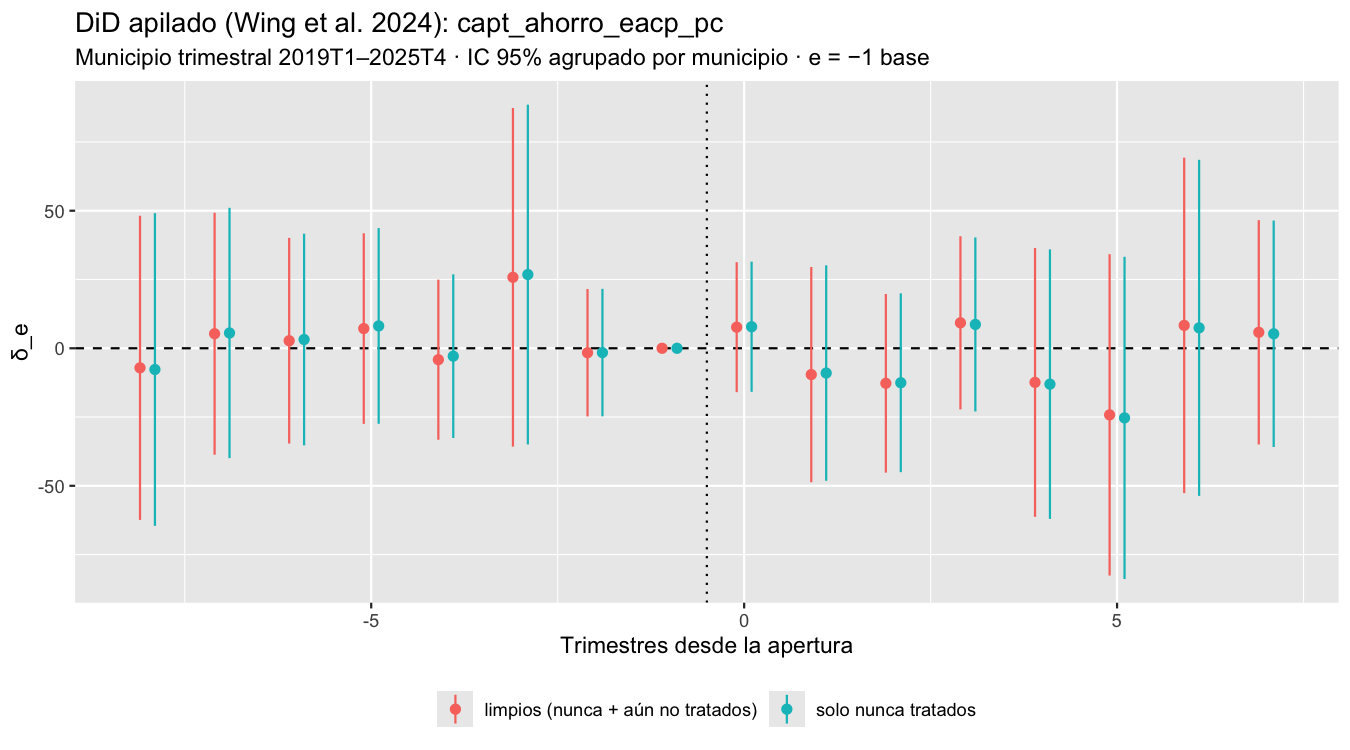 DiD apilado (Wing et al. 2024): capt_ahorro_eacp_pc
Municipio trimestral 2019T1–2025T4 · IC 95% agrupado por municipio · e = −1 base
δ_e
50
0
-50
-5
0
5
Trimestres desde la apertura
limpios (nunca + aún no tratados)
solo nunca tratados